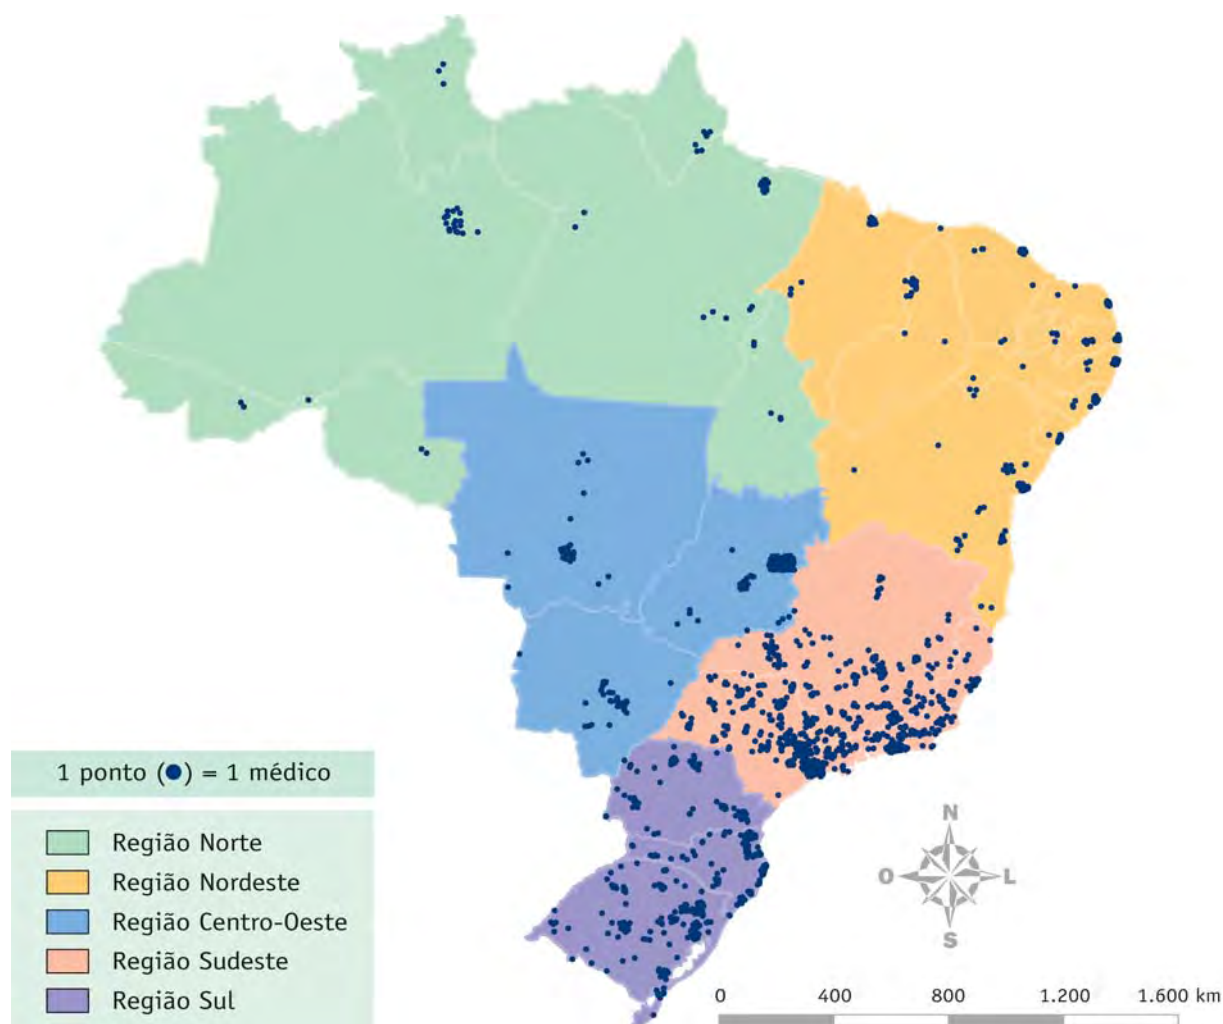 1 ponto (●) = 1 médico
Região Norte
Região Nordeste
Região Centro-Oeste
Região Sudeste
Região Sul
N
O L
S
0 400 800 1.200 1.600 km